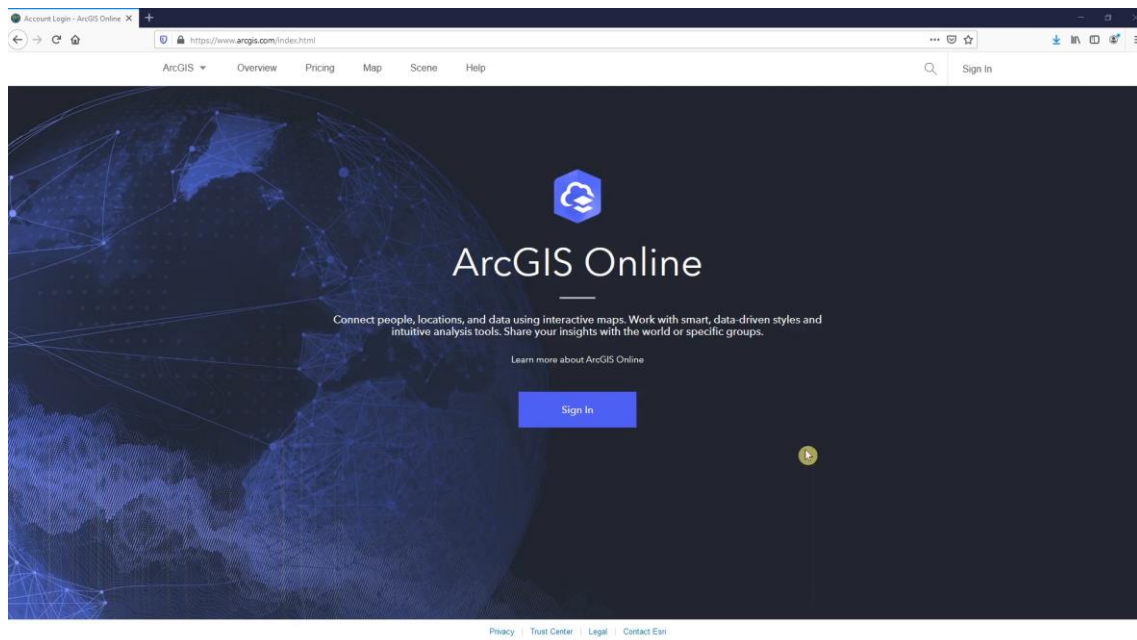 Account Login - ArcGIS Online
https://www.arcgis.com/index.html
ArcGIS Overview Pricing Map Scene Help Sign In
ArcGIS Online
Connect people, locations, and data using interactive maps. Work with smart, data-driven styles and
intuitive analysis tools. Share your insights with the world or specific groups.
Learn more about ArcGIS Online
Sign In
Privacy | Trust Center | Legal | Contact Esri